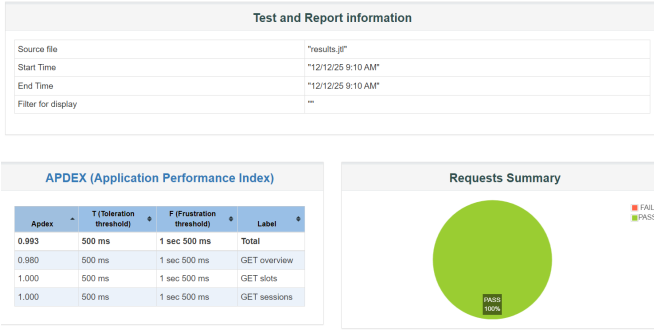 Test and Report information
Source file "results.jtl"
Start Time "12/12/25 9:10 AM"
End Time "12/12/25 9:10 AM"
Filter for display ""
APDEX (Application Performance Index)
Apdex T (Toleration threshold) F (Frustration threshold) Label
0.993 500 ms 1 sec 500 ms Total
0.980 500 ms 1 sec 500 ms GET overview
1.000 500 ms 1 sec 500 ms GET slots
1.000 500 ms 1 sec 500 ms GET sessions
Requests Summary
FAIL
PASS
PASS
100%